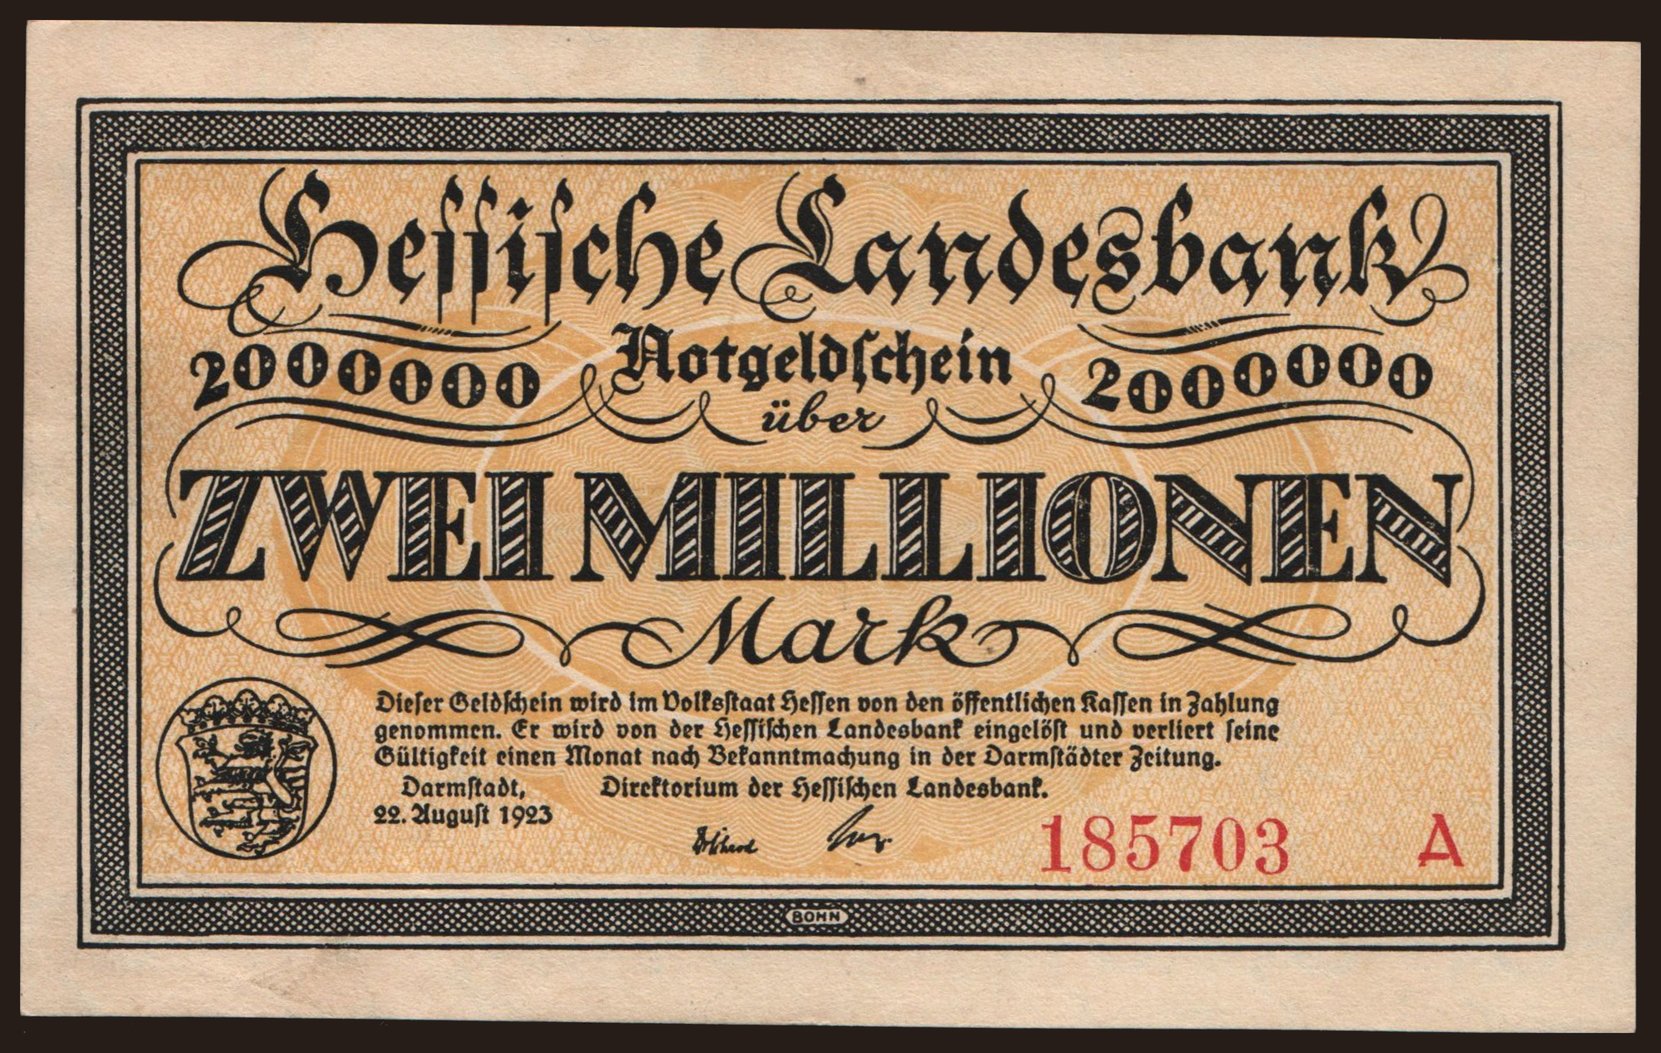 Hessische Landesbank
2000000 Notgeldschein 2000000
über
ZWEI MILLIONEN
Mark
Dieser Geldschein wird im Volksstaat Hessen von den öffentlichen Kassen in Zahlung
genommen. Er wird von der Hessischen Landesbank eingelöst und verliert seine
Gültigkeit einen Monat nach Bekanntmachung in der Darmstädter Zeitung.
Darmstadt, Direktorium der Hessischen Landesbank.
22. August 1923
185703 A
BOHN